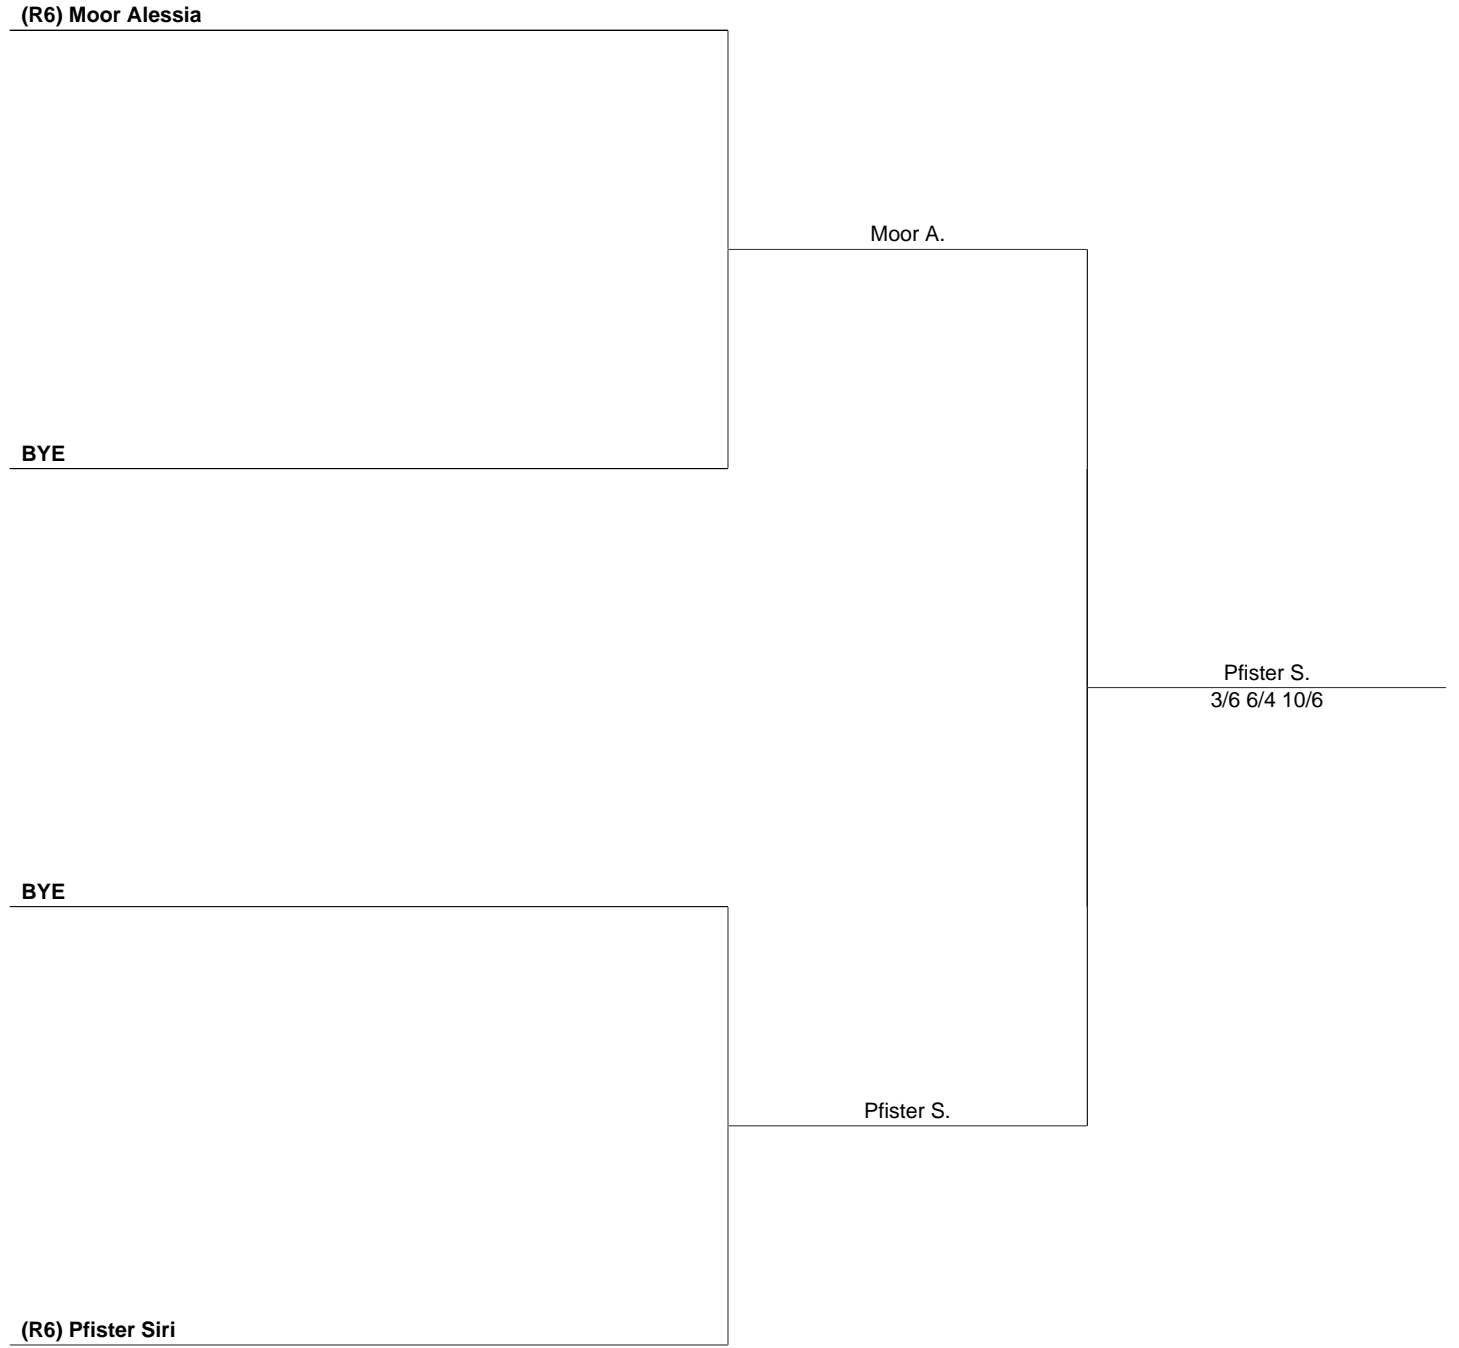 (R6) Moor Alessia
Moor A.
BYE
Pfister S.
3/6 6/4 10/6
BYE
Pfister S.
(R6) Pfister Siri